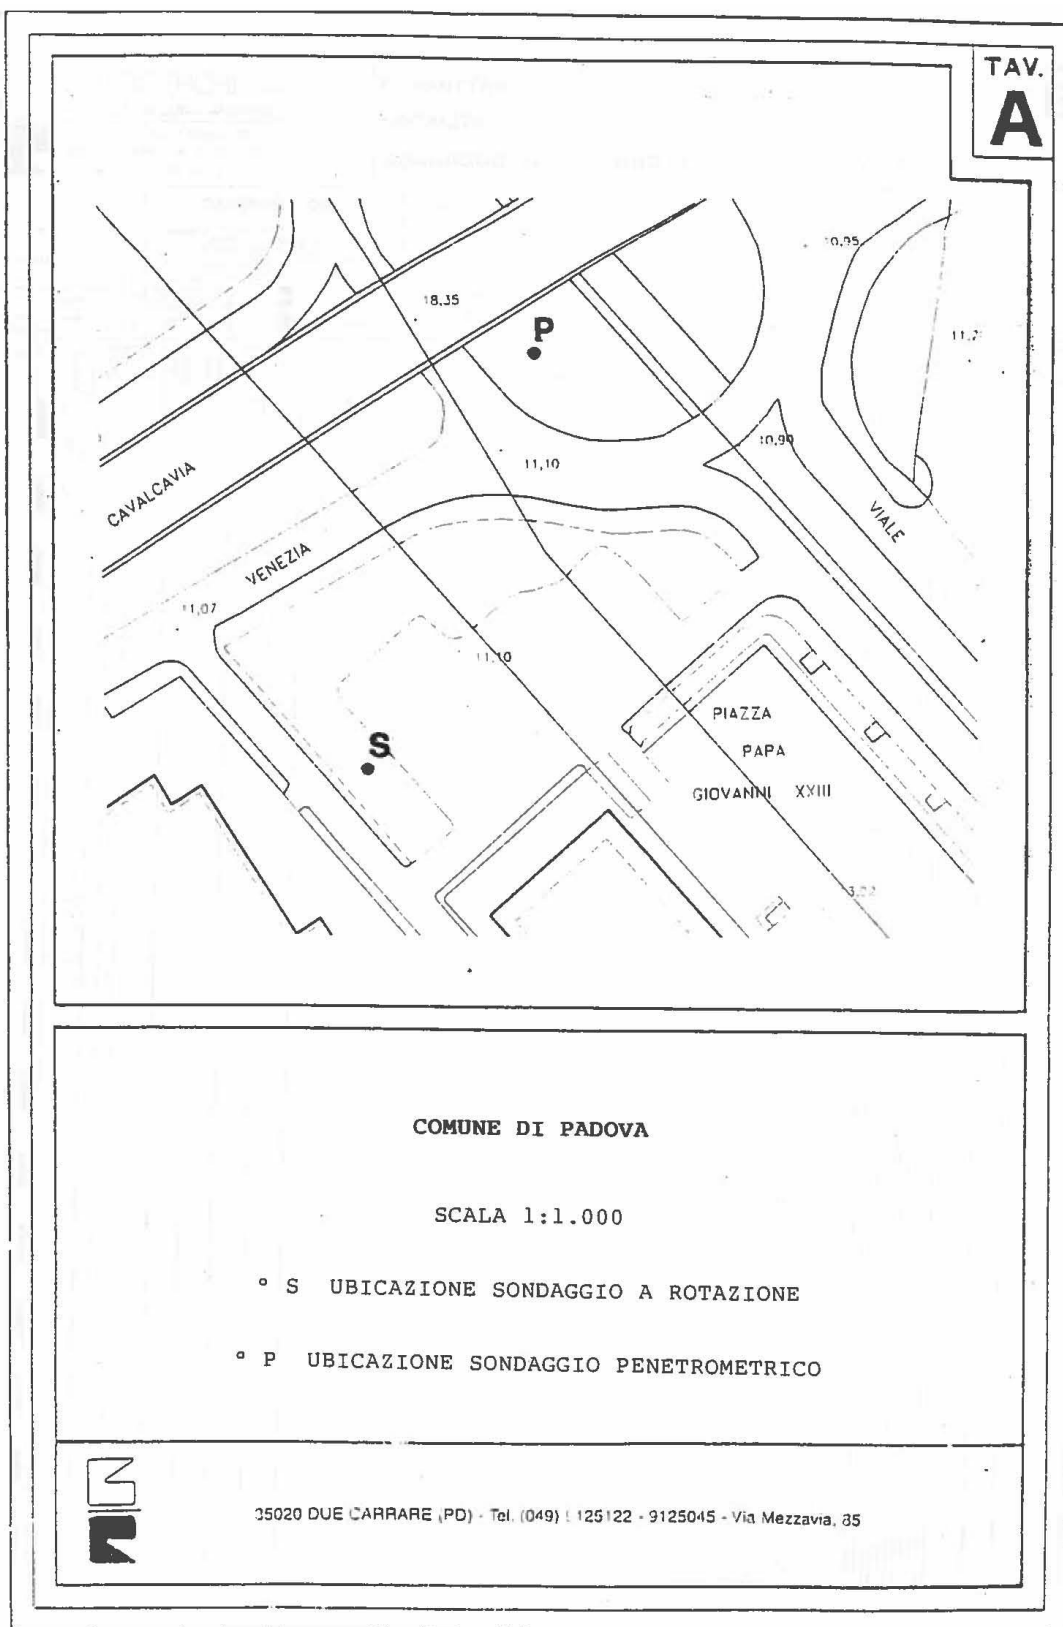 TAV.
A
10,95
18,35
P
11,7
10,90
11,10
CAVALCAVIA
VIALE
VENEZIA
11,07
11,10
PIAZZA
S
PAPA
GIOVANNI XXIII
COMUNE DI PADOVA
SCALA 1:1.000
° S UBICAZIONE SONDAGGIO A ROTAZIONE
° P UBICAZIONE SONDAGGIO PENETROMETRICO
35020 DUE CARRARE (PD) - Tel. (049) 125122 - 9125045 - Via Mezzavia, 85